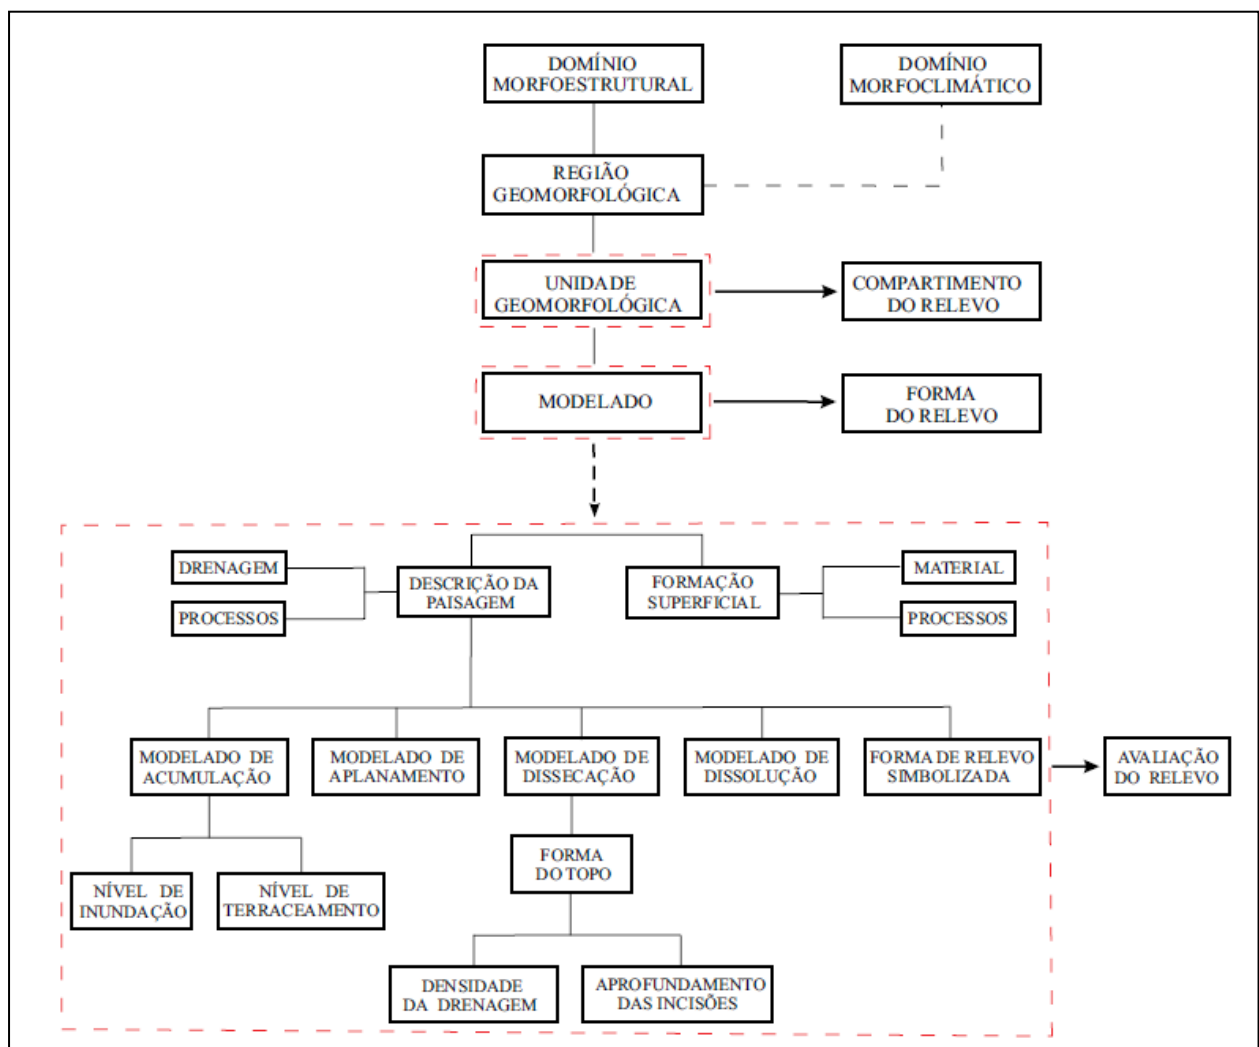 DOMÍNIO
MORFOESTRUTURAL
DOMÍNIO
MORFOCLIMÁTICO
REGIÃO
GEOMORFOLÓGICA
UNIDADE
GEOMORFOLÓGICA
COMPARTIMENTO
DO RELEVO
MODELADO
FORMA
DO RELEVO
DRENAGEM
PROCESSOS
DESCRIÇÃO DA
PAISAGEM
FORMAÇÃO
SUPERFICIAL
MATERIAL
PROCESSOS
MODELADO DE
ACUMULAÇÃO
MODELADO DE
APLANAMENTO
MODELADO DE
DISSECAÇÃO
MODELADO DE
DISSOLUÇÃO
FORMA DE RELEVO
SIMBOLIZADA
AVALIAÇÃO
DO RELEVO
NÍVEL DE
INUNDAÇÃO
NÍVEL DE
TERRACEAMENTO
FORMA
DO TOPO
DENSIDADE
DA DRENAGEM
APROFUNDAMENTO
DAS INCISÕES